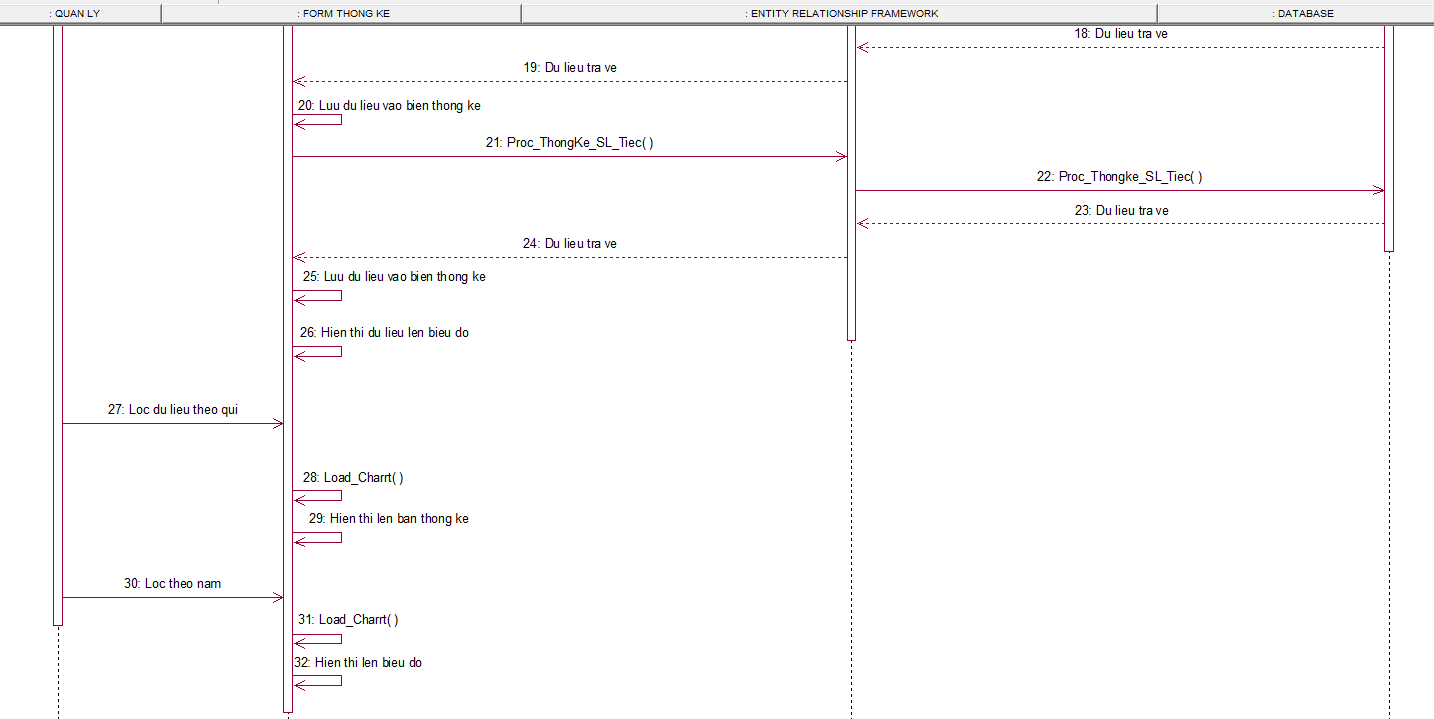 : QUAN LY
: FORM THONG KE
: ENTITY RELATIONSHIP FRAMEWORK
: DATABASE
18: Du lieu tra ve
19: Du lieu tra ve
20: Luu du lieu vao bien thong ke
21: Proc_ThongKe_SL_Tiec( )
22: Proc_Thongke_SL_Tiec( )
23: Du lieu tra ve
24: Du lieu tra ve
25: Luu du lieu vao bien thong ke
26: Hien thi du lieu len bieu do
27: Loc du lieu theo qui
28: Load_Charrt( )
29: Hien thi len ban thong ke
30: Loc theo nam
31: Load_Charrt( )
32: Hien thi len bieu do